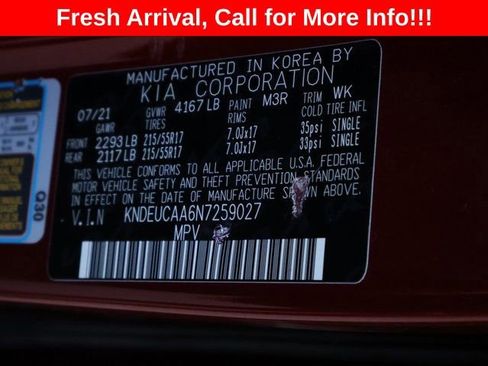 Fresh Arrival, Call for More Info!!!
MANUFACTURED IN KOREA BY
KIA CORPORATION
07/21 GVWR 4167 LB PAINT M3R TRIM WK
GAWR TIRES RIMS COLD TIRE INFL
FRONT 2293 LB 215/55R17 7.0Jx17 35psi SINGLE
REAR 2117 LB 215/55R17 7.0Jx17 33psi SINGLE
THIS VEHICLE CONFORMS TO ALL APPLICABLE U.S.A. FEDERAL
MOTOR VEHICLE SAFETY AND THEFT PREVENTION STANDARDS
IN EFFECT ON THE DATE OF MANUFACTURE SHOWN ABOVE.
V.I.N KNDEUCAA6N7259027
MPV
Q30